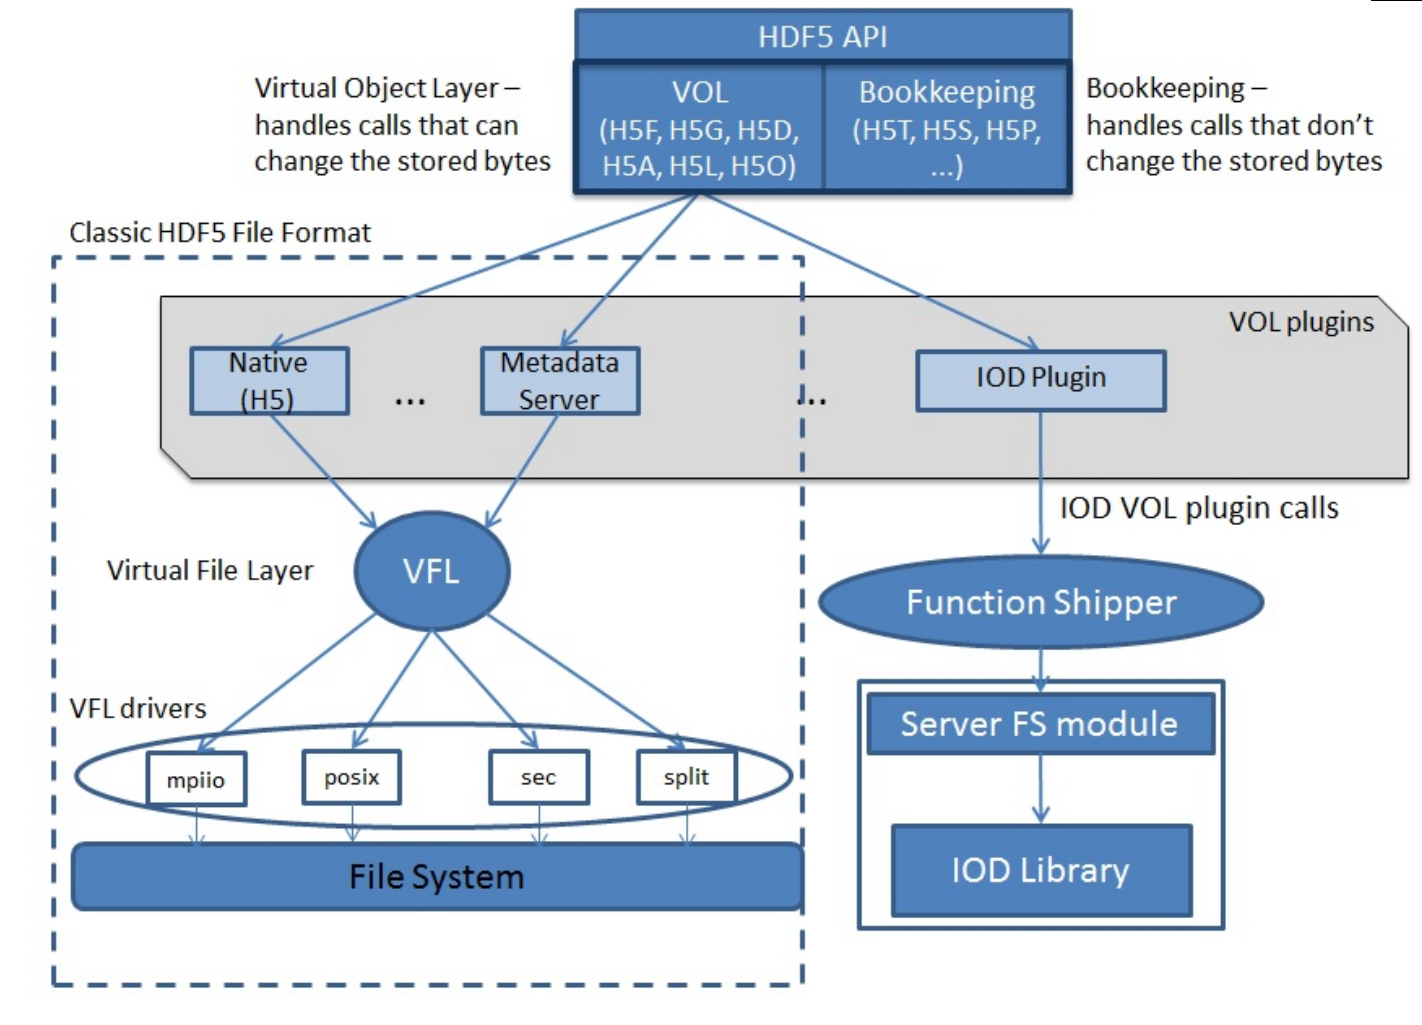 HDF5 API
Virtual Object Layer –
handles calls that can
change the stored bytes
VOL
(H5F, H5G, H5D,
H5A, H5L, H5O)
Bookkeeping
(H5T, H5S, H5P,
...)
Bookkeeping –
handles calls that don’t
change the stored bytes
Classic HDF5 File Format
VOL plugins
Native
(H5)
...
Metadata
Server
...
IOD Plugin
IOD VOL plugin calls
Virtual File Layer
VFL
Function Shipper
VFL drivers
mpiio
posix
sec
split
Server FS module
File System
IOD Library